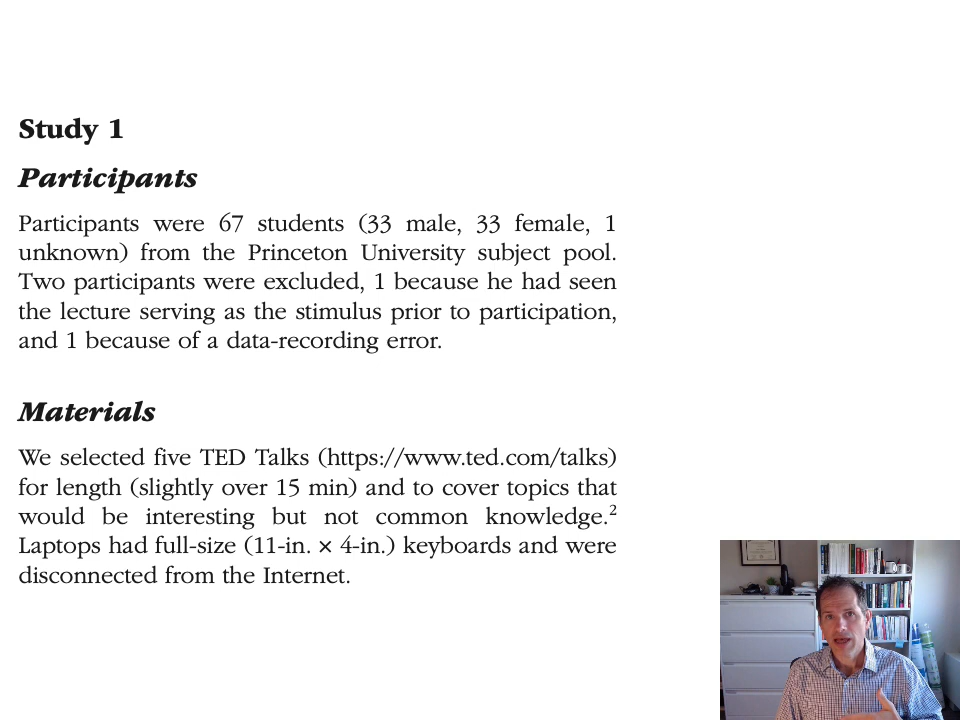 Study 1
Participants
Participants were 67 students (33 male, 33 female, 1
unknown) from the Princeton University subject pool.
Two participants were excluded, 1 because he had seen
the lecture serving as the stimulus prior to participation,
and 1 because of a data-recording error.
Materials
We selected five TED Talks (https://www.ted.com/talks)
for length (slightly over 15 min) and to cover topics that
would be interesting but not common knowledge.²
Laptops had full-size (11-in. × 4-in.) keyboards and were
disconnected from the Internet.